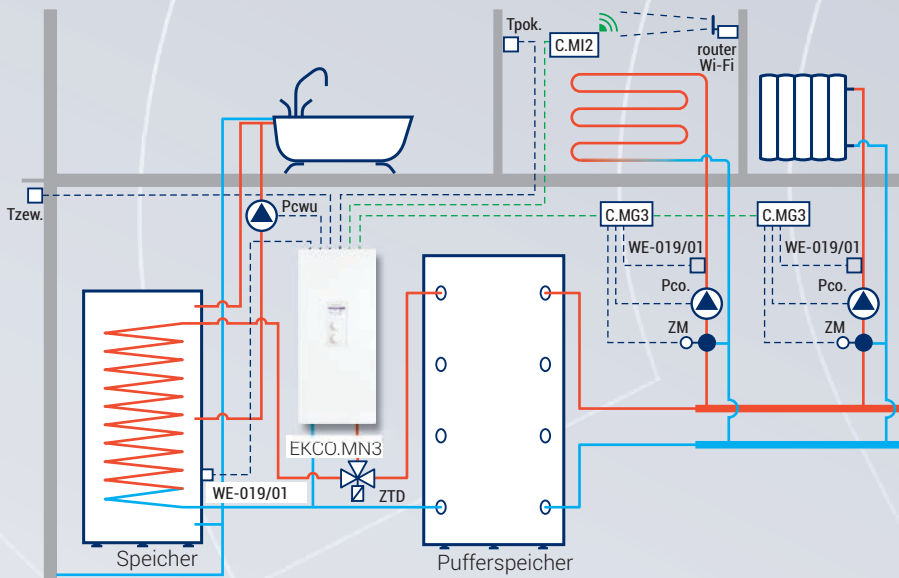 Tpok.
C.MI2
router
Wi-Fi
Tzew.
Pcwu
C.MG3
C.MG3
WE-019/01
WE-019/01
Pco.
Pco.
ZM
ZM
EKCO.MN3
WE-019/01
ZTD
Speicher
Pufferspeicher